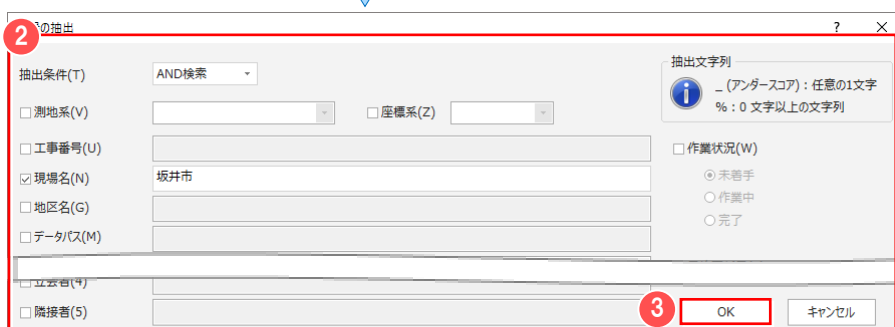 の抽出
?
×
2
抽出条件(T)
AND検索
抽出文字列
_ (アンダースコア) : 任意の1文字
% : 0 文字以上の文字列
測地系(V)
座標系(Z)
工事番号(U)
作業状況(W)
現場名(N)
坂井市
未着手
地区名(G)
作業中
データパス(M)
完了
立会者(4)
隣接者(5)
3
OK
キャンセル